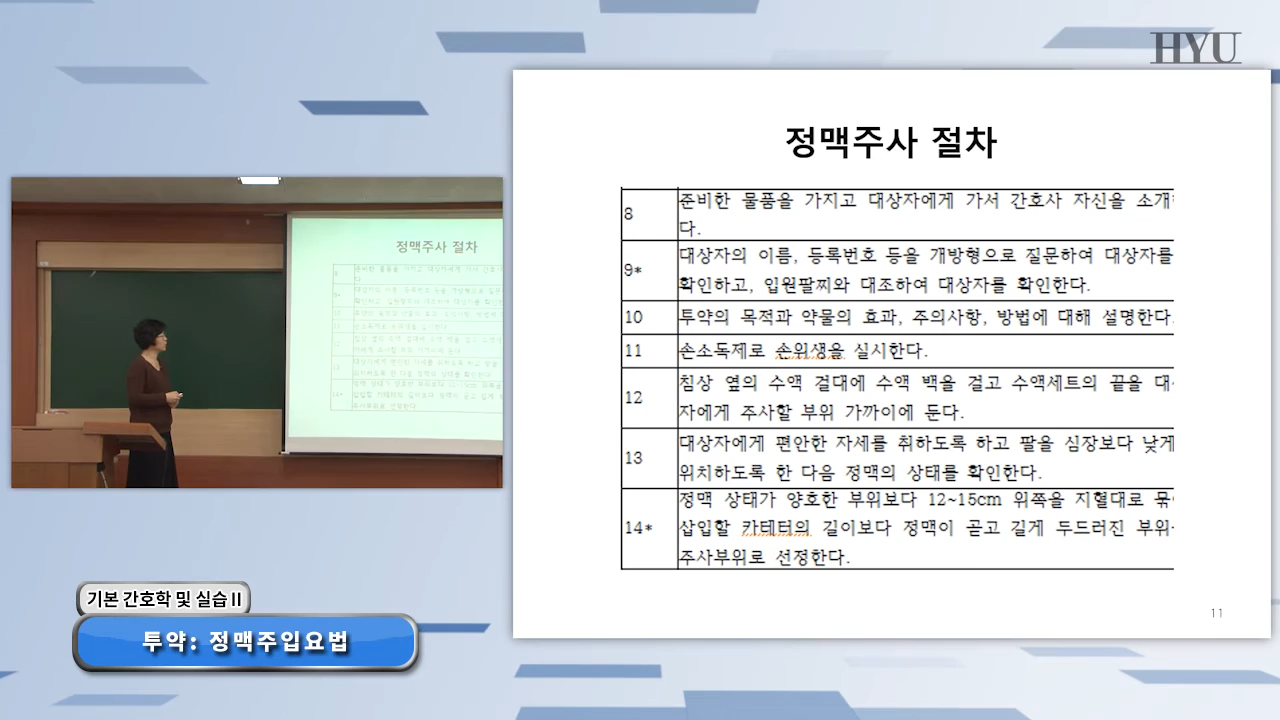 HYU
정맥주사 절차
8
준비한 물품을 가지고 대상자에게 가서 간호사 자신을 소개
다.
9*
대상자의 이름, 등록번호 등을 개방형으로 질문하여 대상자를
확인하고, 입원팔찌와 대조하여 대상자를 확인한다.
10
투약의 목적과 약물의 효과, 주의사항, 방법에 대해 설명한다.
11
손소독제로 손위생을 실시한다.
12
침상 옆의 수액 걸대에 수액 백을 걸고 수액세트의 끝을 대
자에게 주사할 부위 가까이에 둔다.
13
대상자에게 편안한 자세를 취하도록 하고 팔을 심장보다 낮게
위치하도록 한 다음 정맥의 상태를 확인한다.
14*
정맥 상태가 양호한 부위보다 12~15cm 위쪽을 지혈대로
삽입할 카테터의 길이보다 정맥이 곧고 길게 두드러진 부위
주사부위로 선정한다.
11
정맥주사 절차
기본 간호학 및 실습 II
투약: 정맥주입요법